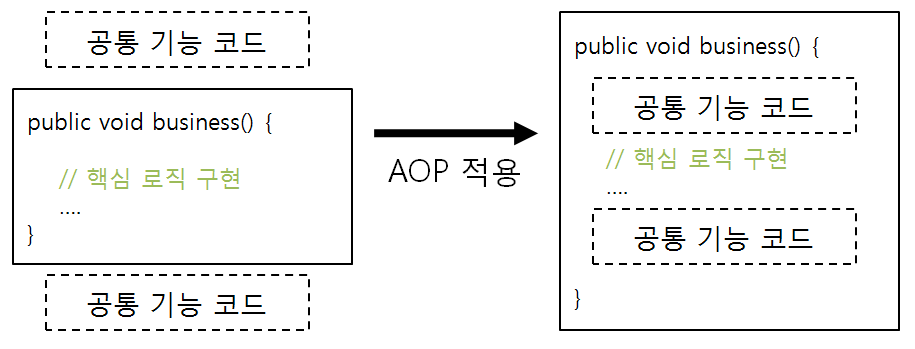 공통 기능 코드
public void business() {
// 핵심 로직 구현
....
}
공통 기능 코드
AOP 적용
public void business() {
공통 기능 코드
// 핵심 로직 구현
....
공통 기능 코드
}